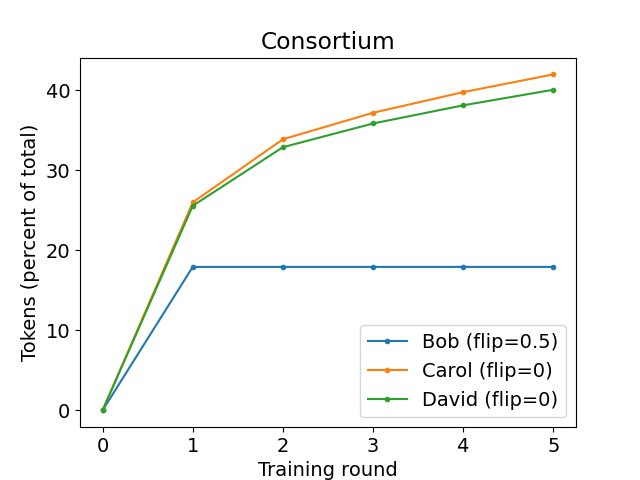 Consortium
Tokens (percent of total)
40
30
20
10
0
Bob (flip=0.5)
Carol (flip=0)
David (flip=0)
0 1 2 3 4 5
Training round